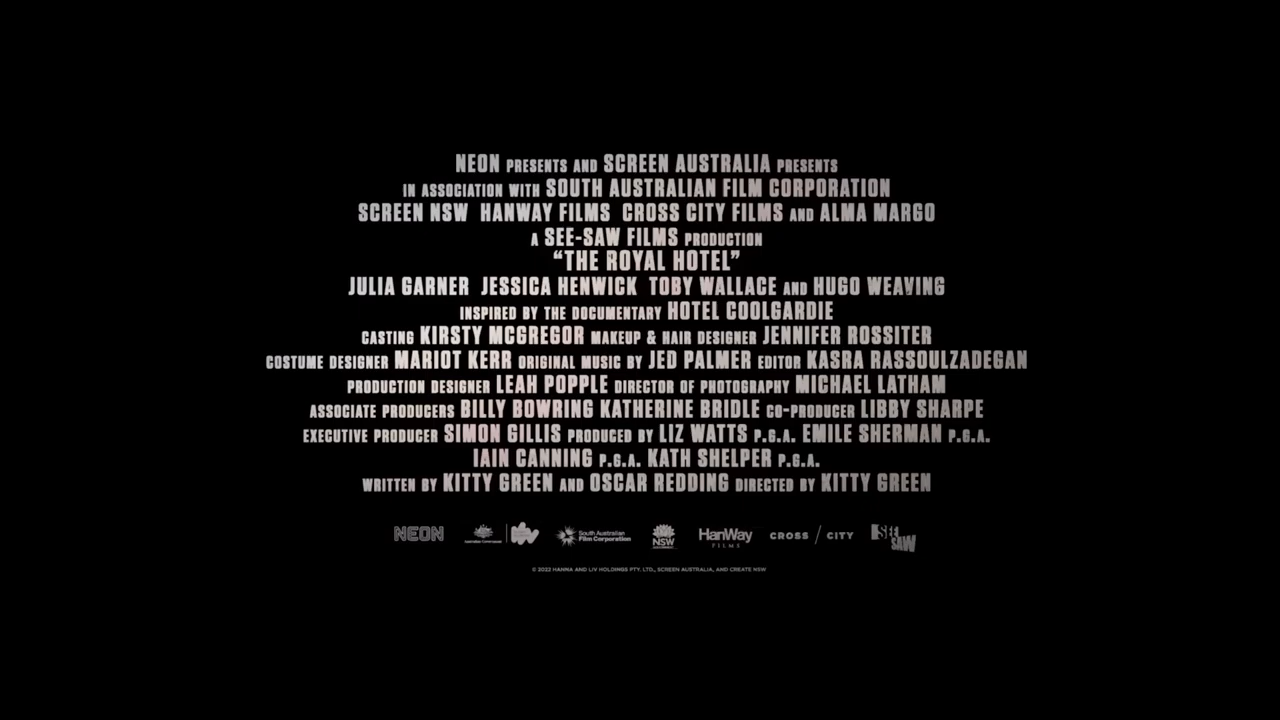 NEON PRESENTS AND SCREEN AUSTRALIA PRESENTS
IN ASSOCIATION WITH SOUTH AUSTRALIAN FILM CORPORATION
SCREEN NSW HANWAY FILMS CROSS CITY FILMS AND ALMA MARGO
A SEE-SAW FILMS PRODUCTION
“THE ROYAL HOTEL”
JULIA GARNER JESSICA HENWICK TOBY WALLACE AND HUGO WEAVING
INSPIRED BY THE DOCUMENTARY HOTEL COOLGARDIE
CASTING KIRSTY MCGREGOR MAKEUP & HAIR DESIGNER JENNIFER ROSSITER
COSTUME DESIGNER MARIOT KERR ORIGINAL MUSIC BY JED PALMER EDITOR KASRA RASSOULZADEGAN
PRODUCTION DESIGNER LEAH POPPLE DIRECTOR OF PHOTOGRAPHY MICHAEL LATHAM
ASSOCIATE PRODUCERS BILLY BOWRING KATHERINE BRIDLE CO-PRODUCER LIBBY SHARPE
EXECUTIVE PRODUCER SIMON GILLIS PRODUCED BY LIZ WATTS P.G.A. EMILE SHERMAN P.G.A.
IAIN CANNING P.G.A. KATH SHELPER P.G.A.
WRITTEN BY KITTY GREEN AND OSCAR REDDING DIRECTED BY KITTY GREEN
NEON South Australian Film Corporation NSW HanWay FILMS CROSS / CITY SEE SAW
© 2022 HANNA AND LIV HOLDINGS PTY. LTD., SCREEN AUSTRALIA, AND CREATE NSW